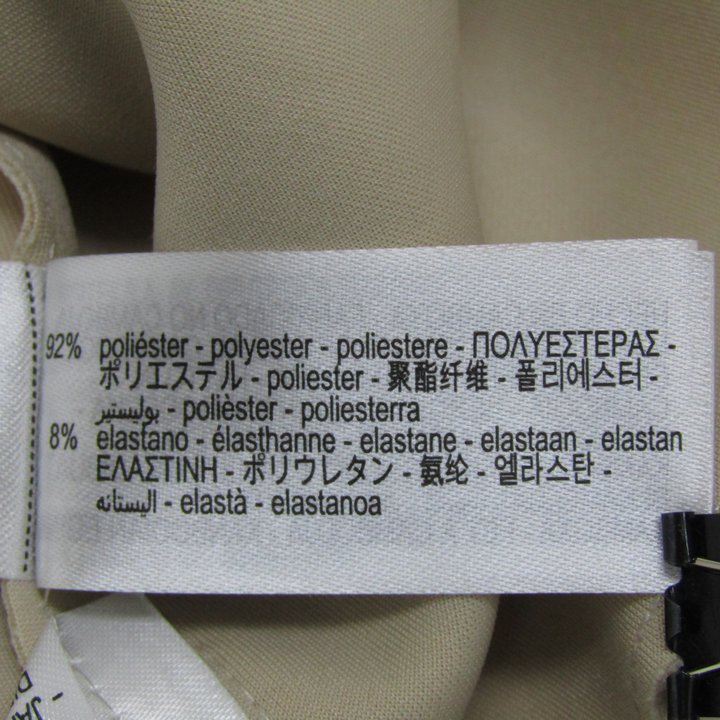 92% poliéster - polyester - poliestere - ΠΟΛΥΕΣΤΕΡΑΣ -
ポリエステル - poliester - 聚酯纤维 - 폴리에스터 -
بوليستير - polièster - poliesterra
8% elastano - élasthanne - elastane - elastaan - elastan
ΕΛΑΣΤΙΝΗ - ポリウレタン - 氨纶 - 엘라스탄 -
اليستانه - elastà - elastanoa